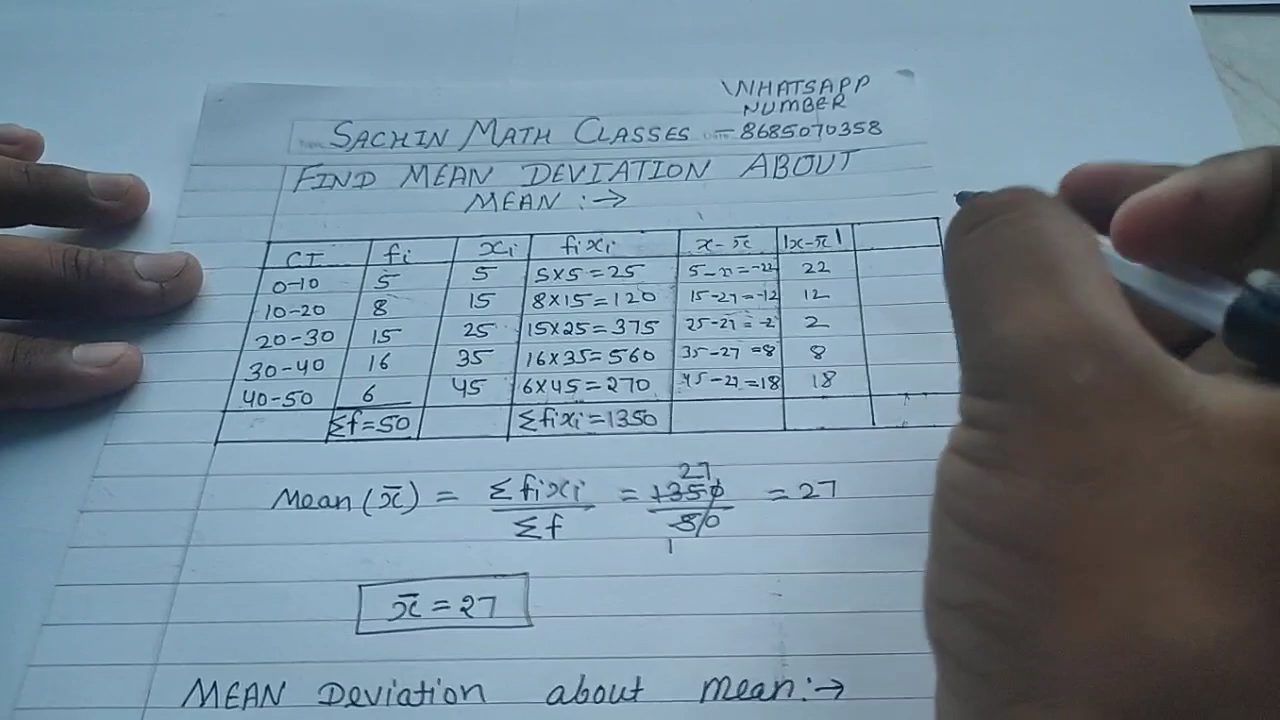 WHATSAPP
NUMBER
SACHIN MATH CLASSES - 8685070358
FIND MEAN DEVIATION ABOUT
MEAN :→
CI fi xi fixi x-x̄ |x-x̄|
0-10 5 5 5×5=25 5-27=-22 22
10-20 8 15 8×15=120 15-27=-12 12
20-30 15 25 15×25=375 25-27=-2 2
30-40 16 35 16×35=560 35-27=8 8
40-50 6 45 6×45=270 45-27=18 18
Σf=50 Σfixi=1350
27
Mean (x̄) = Σfixi/Σf = 1350/50 = 27
1
x̄ = 27
MEAN Deviation about mean:→